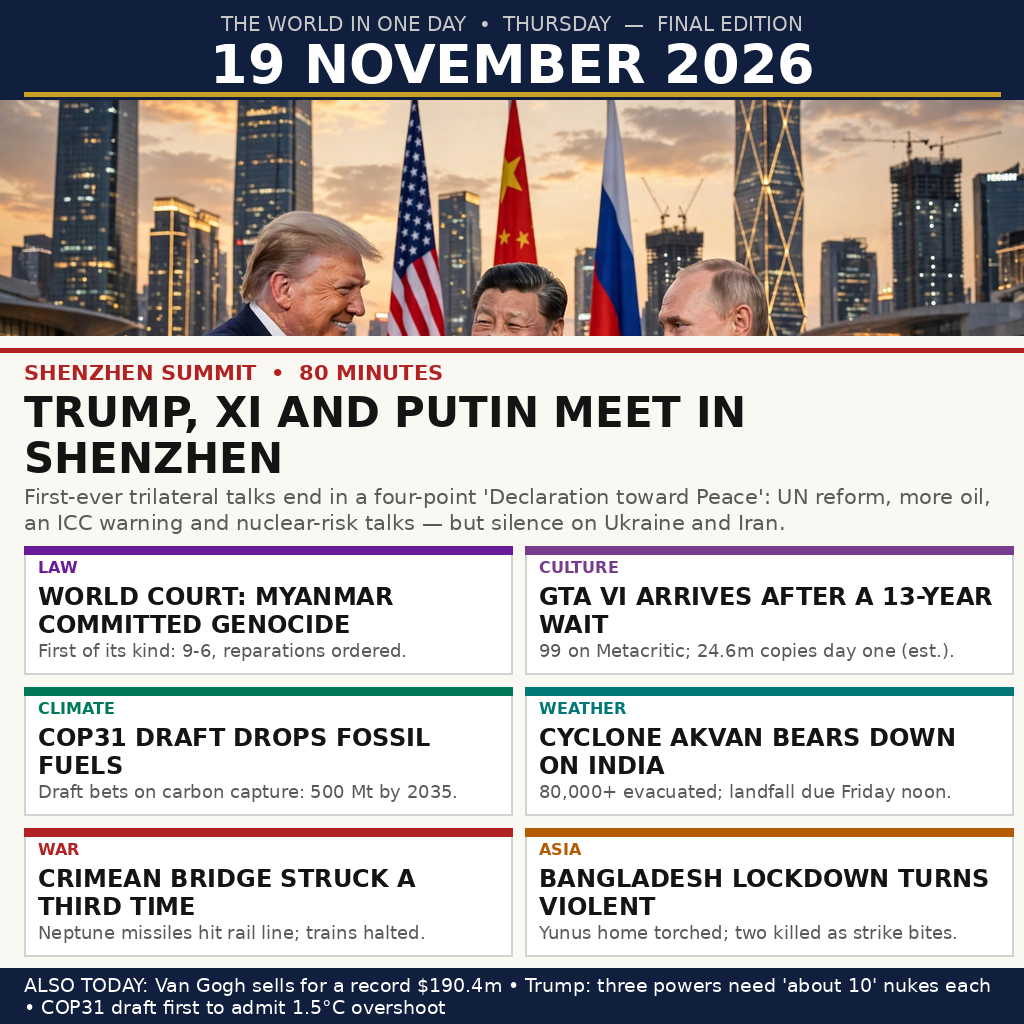 THE WORLD IN ONE DAY • THURSDAY — FINAL EDITION
19 NOVEMBER 2026
SHENZHEN SUMMIT • 80 MINUTES
TRUMP, XI AND PUTIN MEET IN
SHENZHEN
First-ever trilateral talks end in a four-point 'Declaration toward Peace': UN reform, more oil,
an ICC warning and nuclear-risk talks — but silence on Ukraine and Iran.
LAW
WORLD COURT: MYANMAR
COMMITTED GENOCIDE
First of its kind: 9-6, reparations ordered.
CULTURE
GTA VI ARRIVES AFTER A 13-YEAR
WAIT
99 on Metacritic; 24.6m copies day one (est.).
CLIMATE
COP31 DRAFT DROPS FOSSIL
FUELS
Draft bets on carbon capture: 500 Mt by 2035.
WEATHER
CYCLONE AKVAN BEARS DOWN
ON INDIA
80,000+ evacuated; landfall due Friday noon.
WAR
CRIMEAN BRIDGE STRUCK A
THIRD TIME
Neptune missiles hit rail line; trains halted.
ASIA
BANGLADESH LOCKDOWN TURNS
VIOLENT
Yunus home torched; two killed as strike bites.
ALSO TODAY: Van Gogh sells for a record $190.4m • Trump: three powers need 'about 10' nukes each
• COP31 draft first to admit 1.5°C overshoot